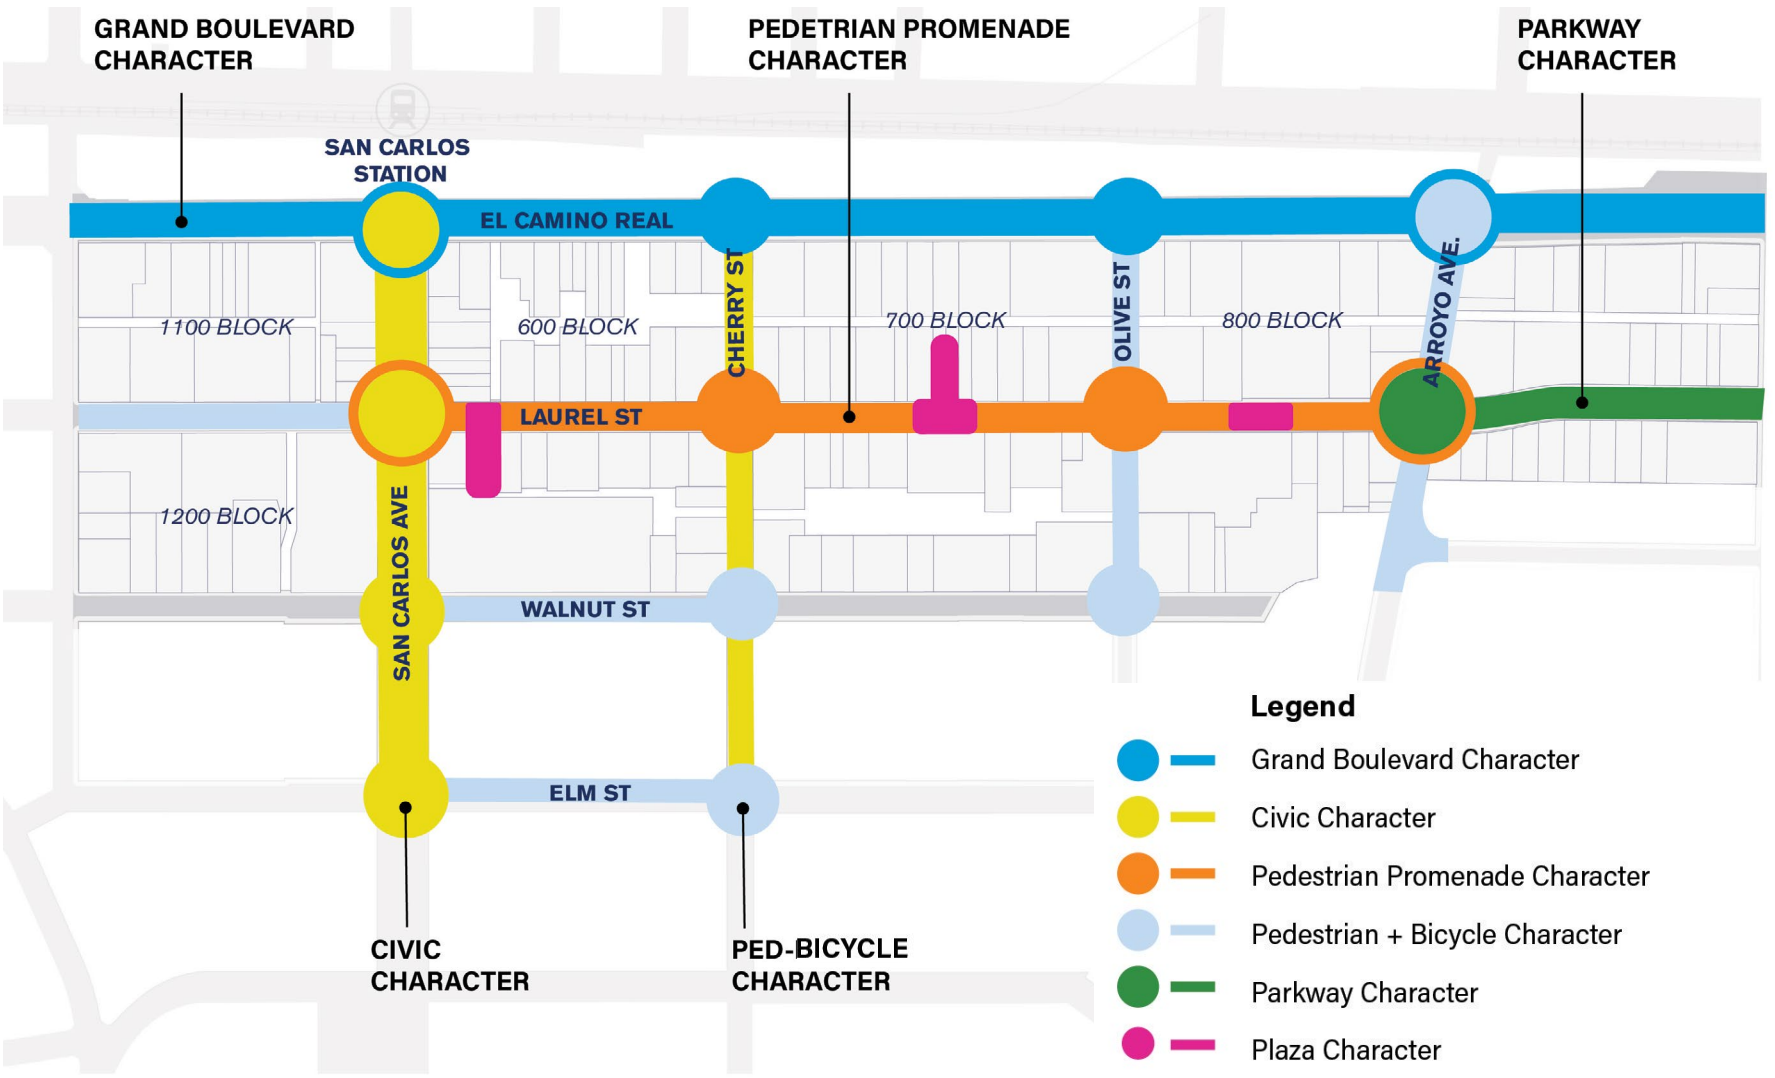 GRAND BOULEVARD
CHARACTER
PEDETRIAN PROMENADE
CHARACTER
PARKWAY
CHARACTER
SAN CARLOS
STATION
EL CAMINO REAL
CHERRY ST
OLIVE ST
ARROYO AVE.
1100 BLOCK
600 BLOCK
700 BLOCK
800 BLOCK
LAUREL ST
SAN CARLOS AVE
1200 BLOCK
WALNUT ST
ELM ST
CIVIC
CHARACTER
PED-BICYCLE
CHARACTER
Legend
Grand Boulevard Character
Civic Character
Pedestrian Promenade Character
Pedestrian + Bicycle Character
Parkway Character
Plaza Character